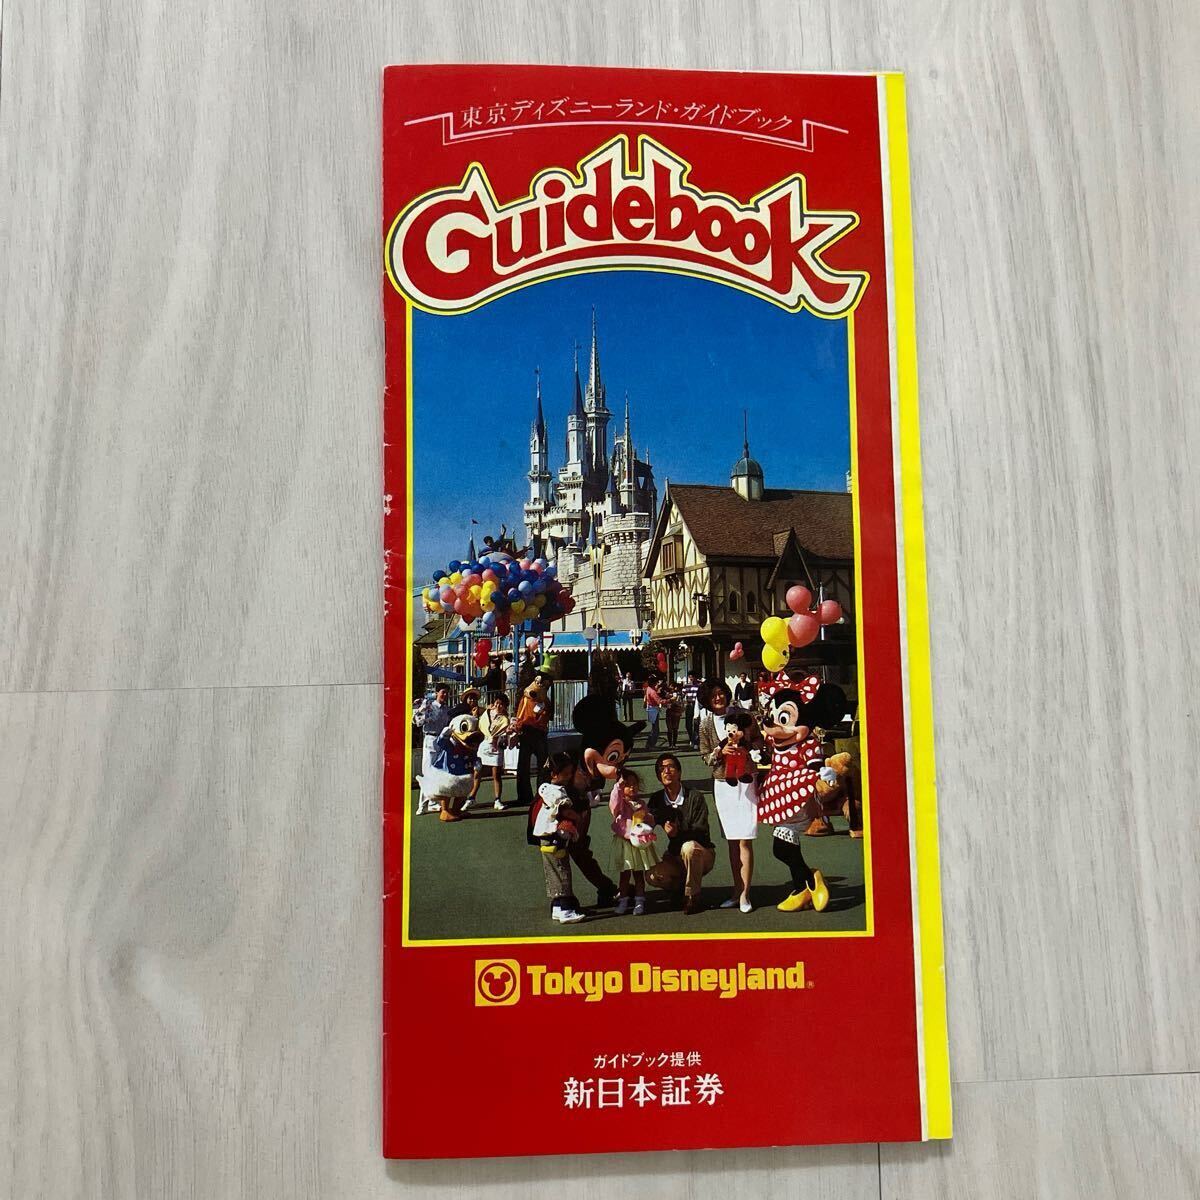 東京ディズニーランド・ガイドブック
Guidebook
Tokyo Disneyland®
ガイドブック提供
新日本証券